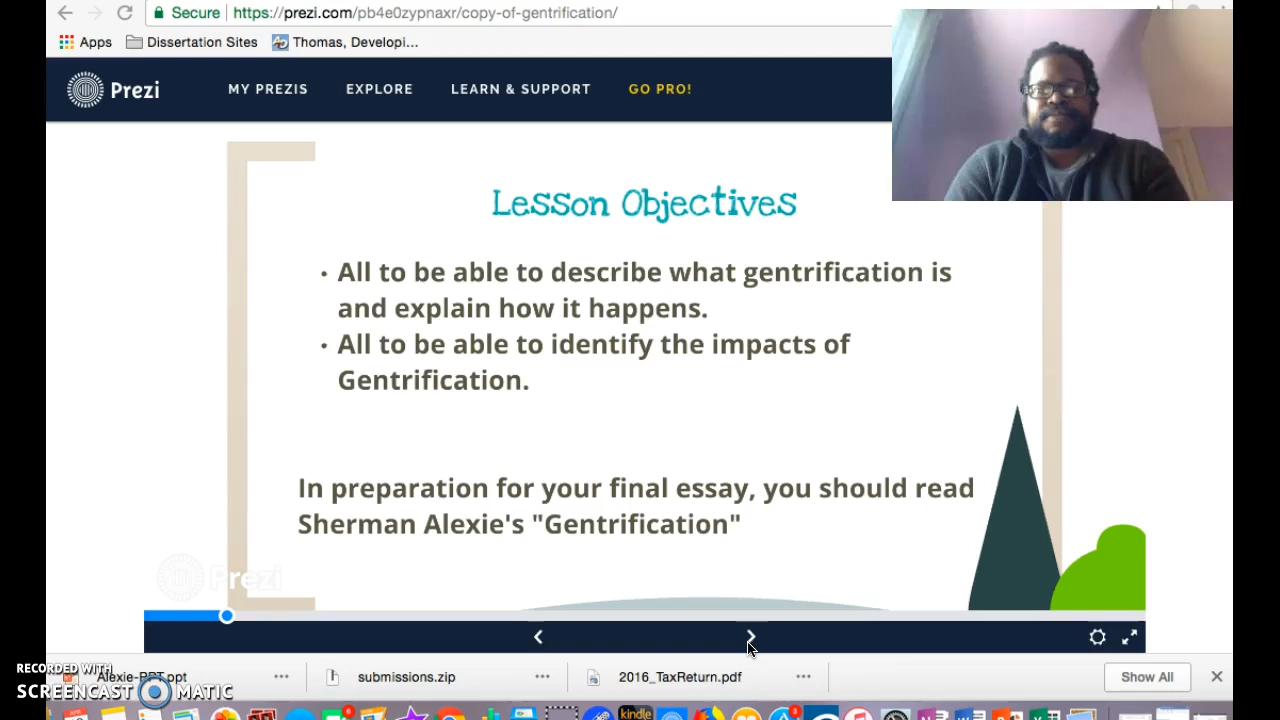 Secure https://prezi.com/pb4e0zypnaxr/copy-of-gentrification/
Apps Dissertation Sites Thomas, Developi...
Prezi MY PREZIS EXPLORE LEARN & SUPPORT GO PRO!
Lesson Objectives
• All to be able to describe what gentrification is
and explain how it happens.
• All to be able to identify the impacts of
Gentrification.
In preparation for your final essay, you should read
Sherman Alexie's "Gentrification"
Prezi
RECORDED WITH
Alexie-PPT.ppt submissions.zip 2016_TaxReturn.pdf Show All
SCREENCAST MATIC
kindle